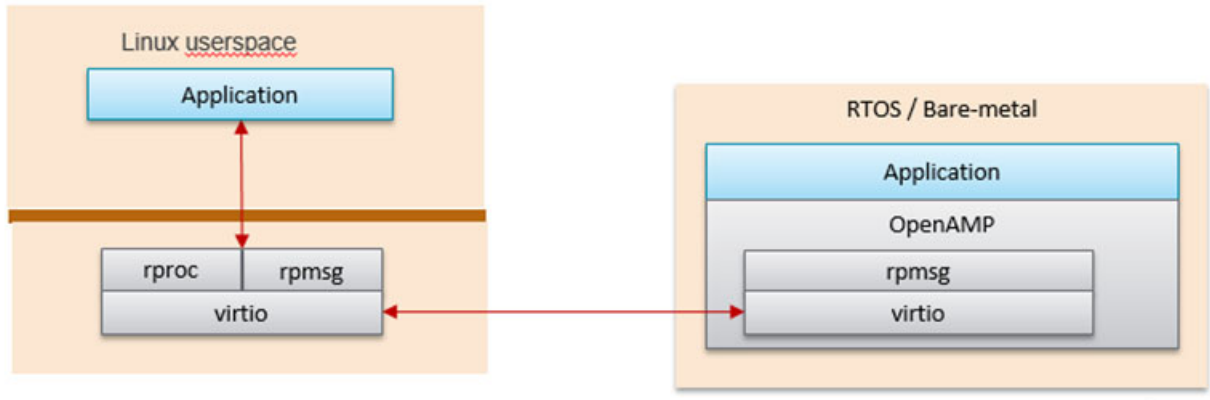 Linux userspace
Application
rproc
rpmsg
virtio
RTOS / Bare-metal
Application
OpenAMP
rpmsg
virtio